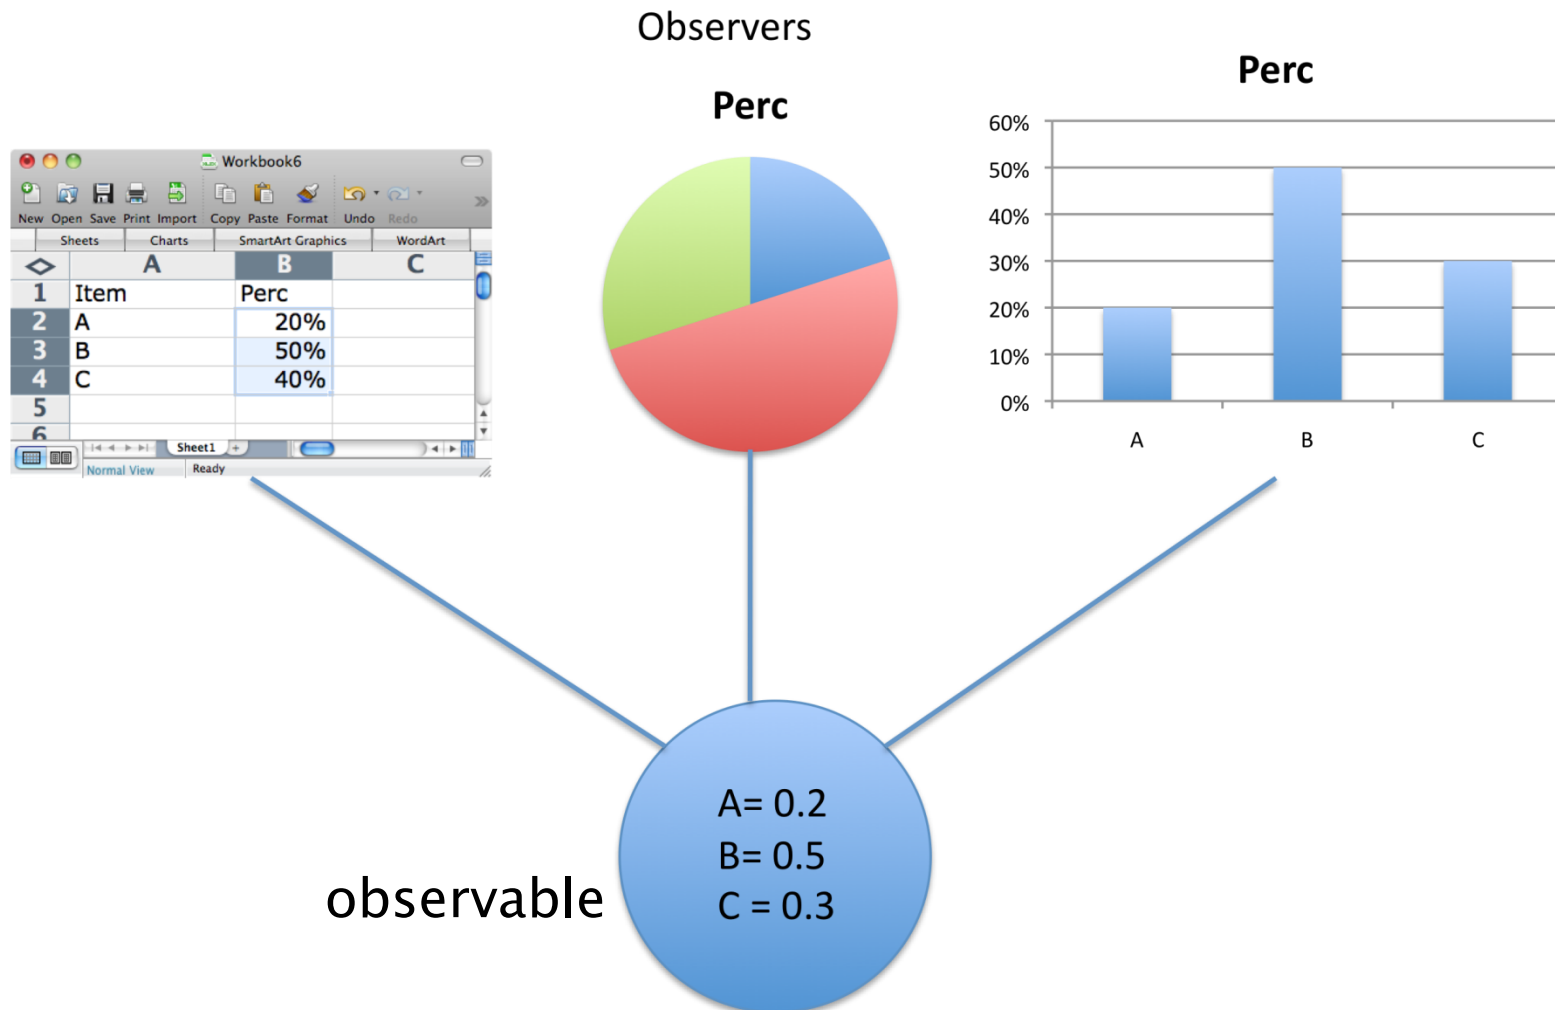 Observers
Workbook6
New Open Save Print Import Copy Paste Format Undo Redo
Sheets Charts SmartArt Graphics WordArt
A B C
1 Item Perc
2 A 20%
3 B 50%
4 C 40%
5
6
Sheet1
Normal View Ready
Perc
Perc
60%
50%
40%
30%
20%
10%
0%
A B C
observable
A= 0.2
B= 0.5
C = 0.3